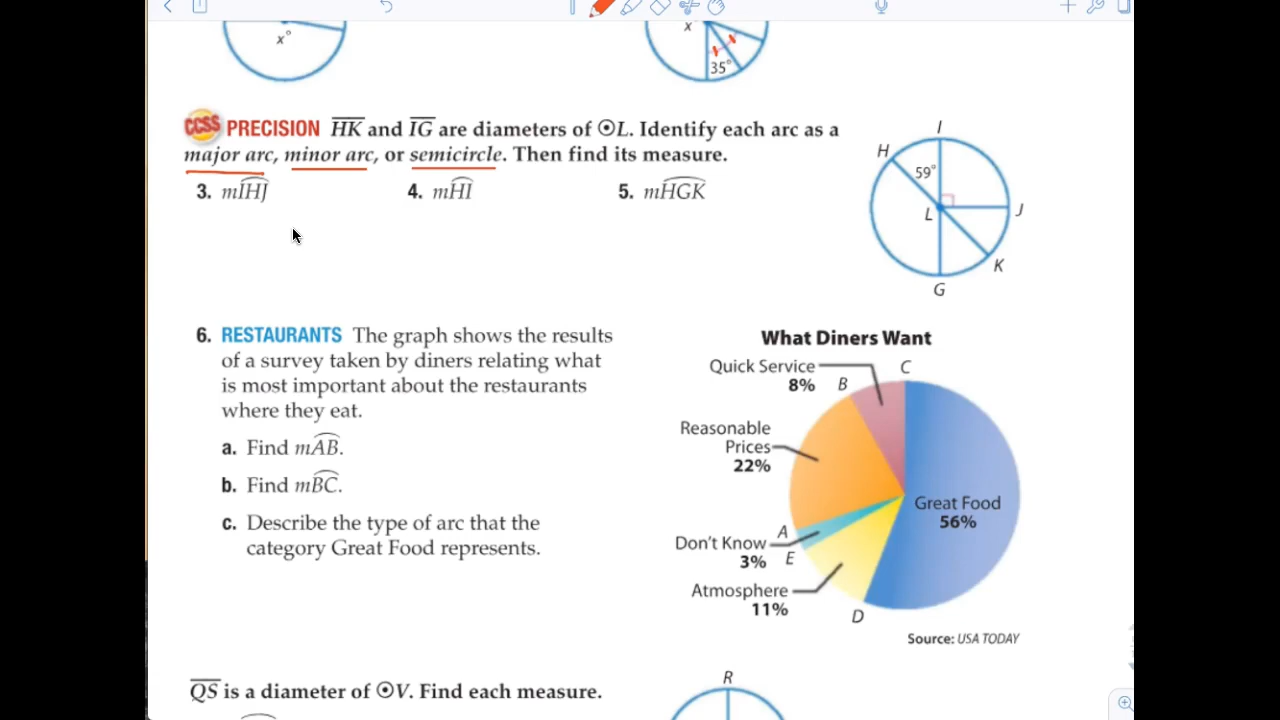 x°
x
35°
CCSS PRECISION HK and IG are diameters of ⊙L. Identify each arc as a
major arc, minor arc, or semicircle. Then find its measure.
3. mIHJ
4. mHI
5. mHGK
I
H
59°
L
J
K
G
6. RESTAURANTS The graph shows the results
of a survey taken by diners relating what
is most important about the restaurants
where they eat.
a. Find mAB.
b. Find mBC.
c. Describe the type of arc that the
category Great Food represents.
What Diners Want
Quick Service
8%
B
C
Reasonable
Prices
22%
Great Food
56%
A
Don't Know
3%
E
Atmosphere
11%
D
Source: USA TODAY
QS is a diameter of ⊙V. Find each measure.
R